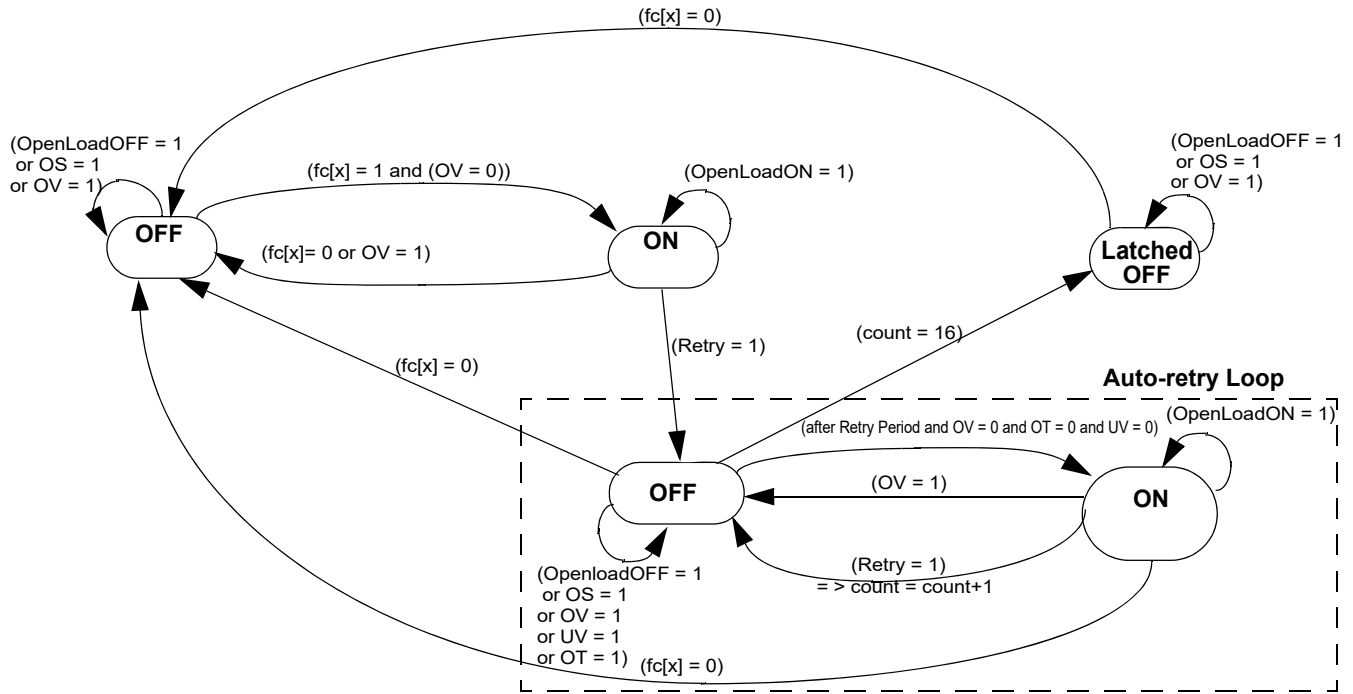 (fc[x] = 0)
(OpenLoadOFF = 1
or OS = 1
or OV = 1)
OFF
(fc[x] = 1 and (OV = 0))
(OpenLoadON = 1)
ON
(fc[x]= 0 or OV = 1)
(OpenLoadOFF = 1
or OS = 1
or OV = 1)
Latched
OFF
(Retry = 1)
(count = 16)
(fc[x] = 0)
Auto-retry Loop
(OpenLoadON = 1)
(after Retry Period and OV = 0 and OT = 0 and UV = 0)
OFF
(OV = 1)
ON
(Retry = 1)
= > count = count+1
(OpenloadOFF = 1
or OS = 1
or OV = 1
or UV = 1
or OT = 1)
(fc[x] = 0)